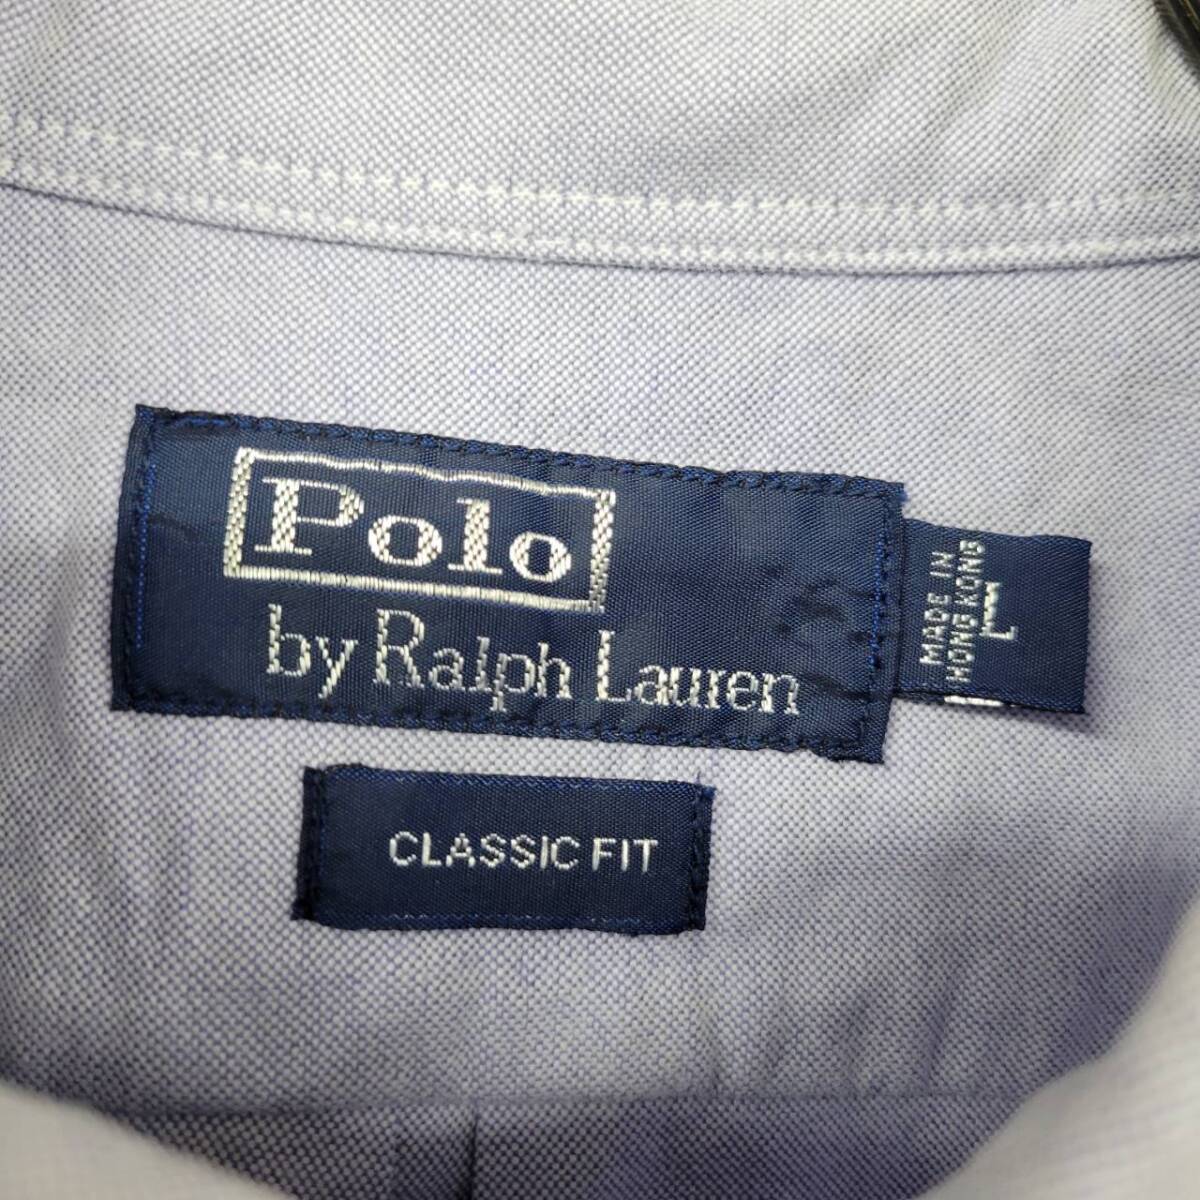 Polo
by Ralph Lauren
MADE IN
HONG KONG
L
CLASSIC FIT